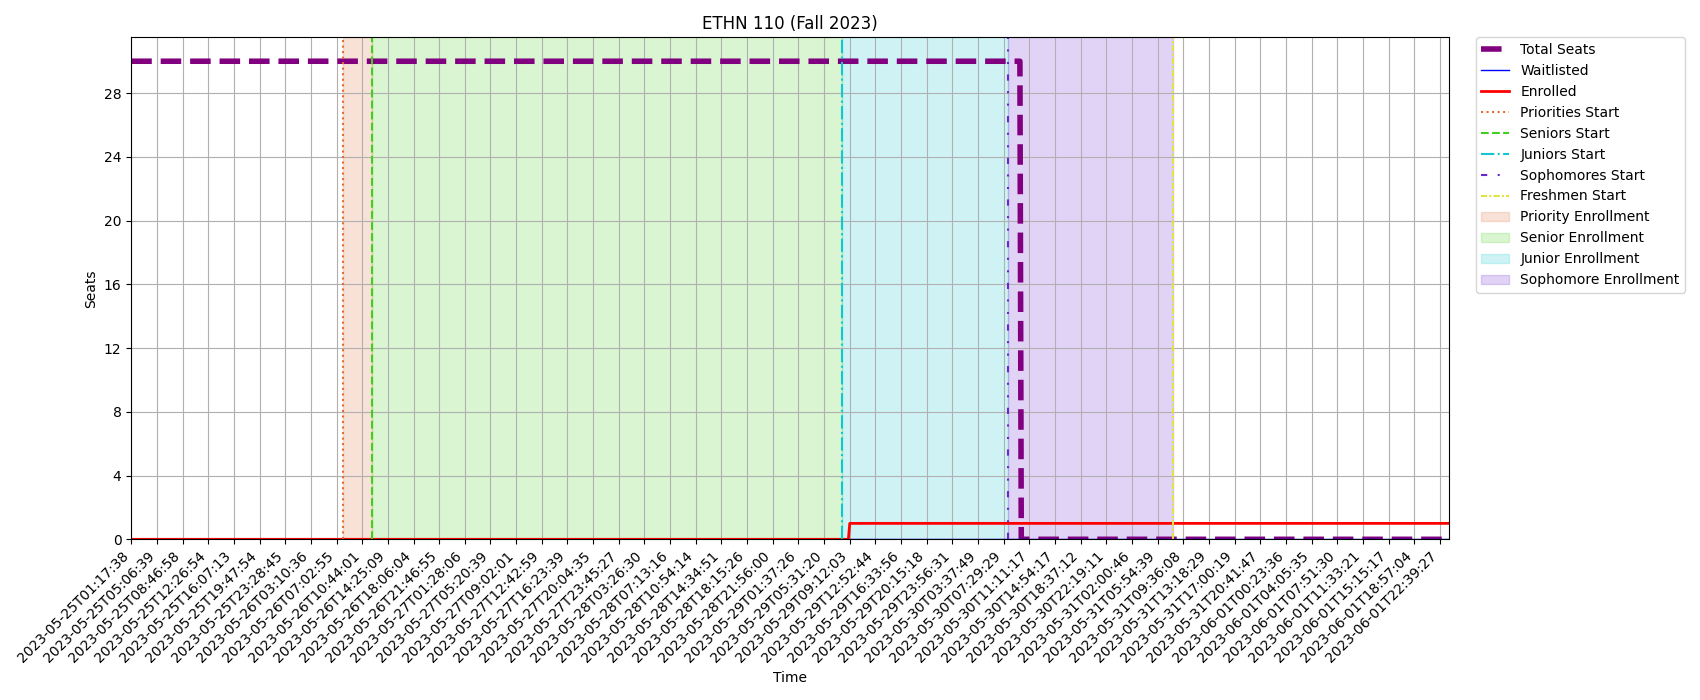 ETHN 110 (Fall 2023)
Total Seats
Waitlisted
Enrolled
Priorities Start
Seniors Start
Juniors Start
Sophomores Start
Freshmen Start
Priority Enrollment
Senior Enrollment
Junior Enrollment
Sophomore Enrollment
Seats
28
24
20
16
12
8
4
0
2023-05-25T01:17:38
2023-05-25T05:06:39
2023-05-25T08:46:58
2023-05-25T12:26:54
2023-05-25T16:07:13
2023-05-25T19:47:54
2023-05-25T23:28:45
2023-05-26T03:10:36
2023-05-26T07:02:55
2023-05-26T10:44:01
2023-05-26T14:25:09
2023-05-26T18:06:04
2023-05-26T21:46:55
2023-05-27T01:28:06
2023-05-27T05:20:39
2023-05-27T09:02:01
2023-05-27T12:42:59
2023-05-27T16:23:39
2023-05-27T20:04:35
2023-05-27T23:45:27
2023-05-28T03:26:30
2023-05-28T07:13:16
2023-05-28T10:54:14
2023-05-28T14:34:51
2023-05-28T18:15:26
2023-05-28T21:56:00
2023-05-29T01:37:26
2023-05-29T05:31:20
2023-05-29T09:12:03
2023-05-29T12:52:44
2023-05-29T16:33:56
2023-05-29T20:15:18
2023-05-29T23:56:31
2023-05-30T03:37:49
2023-05-30T07:29:29
2023-05-30T11:11:17
2023-05-30T14:54:17
2023-05-30T18:37:12
2023-05-30T22:19:11
2023-05-31T02:00:46
2023-05-31T05:54:39
2023-05-31T09:36:08
2023-05-31T13:18:29
2023-05-31T17:00:19
2023-05-31T20:41:47
2023-06-01T00:23:36
2023-06-01T04:05:35
2023-06-01T07:51:30
2023-06-01T11:33:21
2023-06-01T15:15:17
2023-06-01T18:57:04
2023-06-01T22:39:27
Time